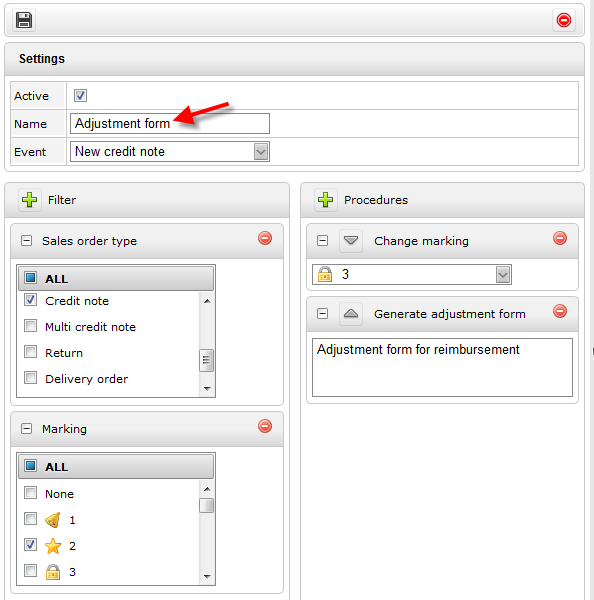 Settings
Active
Name Adjustment form
Event New credit note
Filter
Sales order type
ALL
Credit note
Multi credit note
Return
Delivery order
Marking
ALL
None
1
2
3
Procedures
Change marking
3
Generate adjustment form
Adjustment form for reimbursement